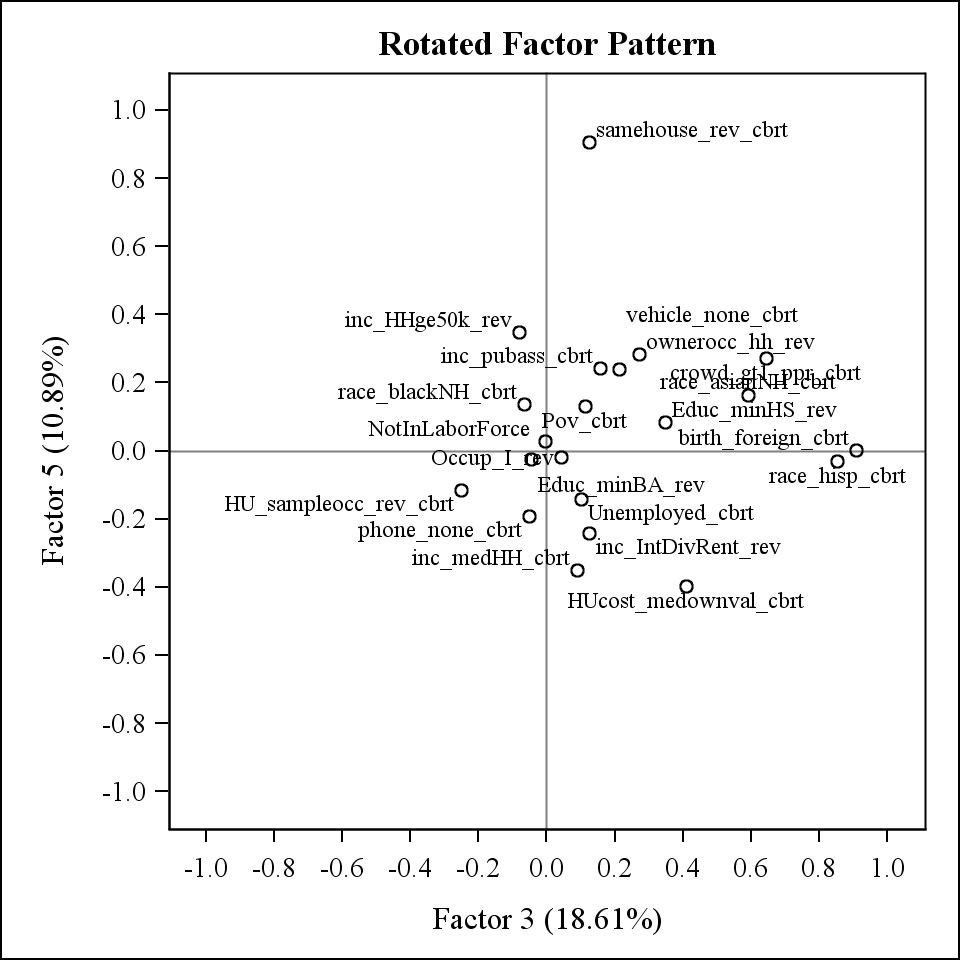 Rotated Factor Pattern
Factor 5 (10.89%)
1.0
0.8
0.6
0.4
0.2
0.0
-0.2
-0.4
-0.6
-0.8
-1.0
samehouse_rev_cbrt
vehicle_none_cbrt
inc_HHge50k_rev
ownerocc_hh_rev
inc_pubass_cbrt
crowd_gt1_ppr_cbrt
race_asianNH_cbrt
race_blackNH_cbrt
Educ_minHS_rev
Pov_cbrt
NotInLaborForce
birth_foreign_cbrt
Occup_I_rev
race_hisp_cbrt
Educ_minBA_rev
HU_sampleocc_rev_cbrt
Unemployed_cbrt
phone_none_cbrt
inc_IntDivRent_rev
inc_medHH_cbrt
HUcost_medownval_cbrt
-1.0 -0.8 -0.6 -0.4 -0.2 0.0 0.2 0.4 0.6 0.8 1.0
Factor 3 (18.61%)